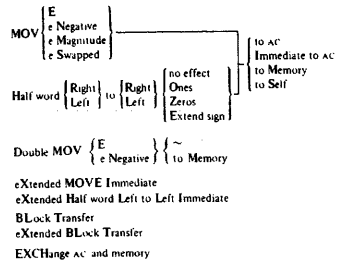 MOV { E
e Negative
e Magnitude
e Swapped
to AC
Immediate to AC
to Memory
to Self
Half word { Right Left } to { Right Left } { no effect
Ones
Zeros
Extend sign
Double MOV { E
e Negative } { ~
to Memory
eXtended MOVE Immediate
eXtended Half word Left to Left Immediate
BLock Transfer
eXtended BLock Transfer
EXCHange AC and memory